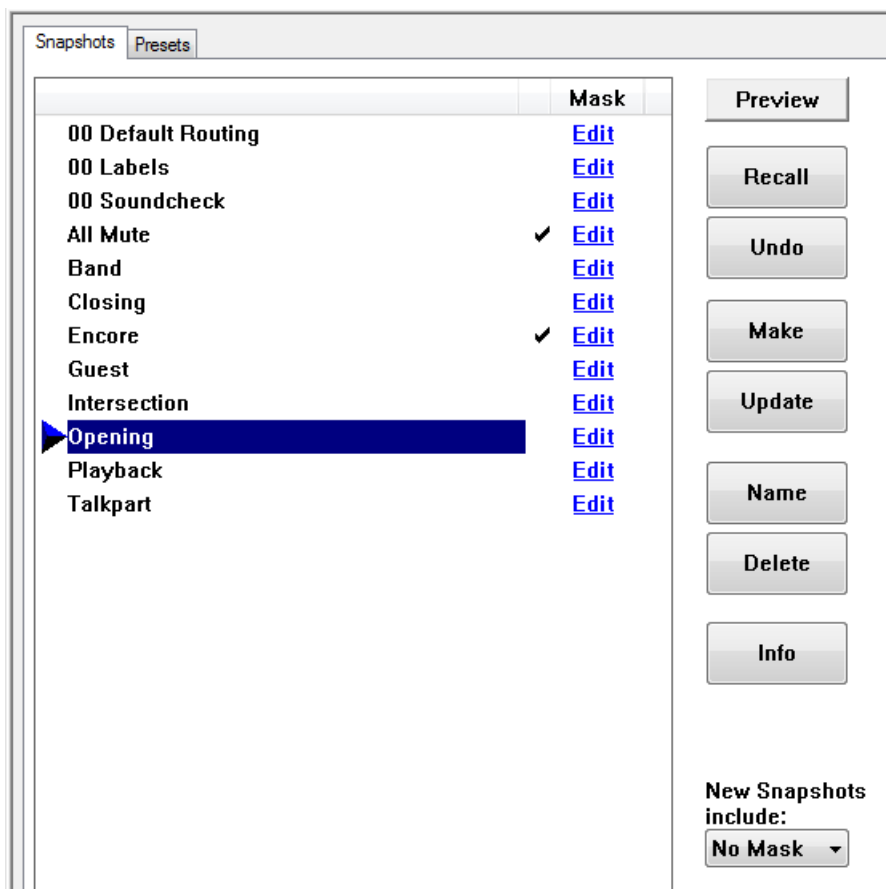 Snapshots Presets
Mask
00 Default Routing Edit
00 Labels Edit
00 Soundcheck Edit
All Mute ✔ Edit
Band Edit
Closing Edit
Encore ✔ Edit
Guest Edit
Intersection Edit
Opening Edit
Playback Edit
Talkpart Edit
Preview
Recall
Undo
Make
Update
Name
Delete
Info
New Snapshots
include:
No Mask